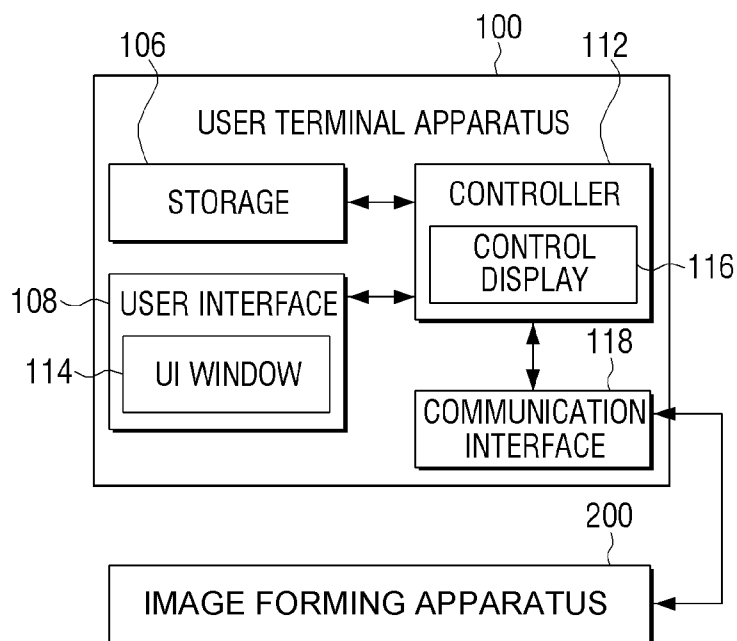 100
106
112
USER TERMINAL APPARATUS
STORAGE
CONTROLLER
CONTROL
DISPLAY
116
108
USER INTERFACE
114
UI WINDOW
118
COMMUNICATION
INTERFACE
200
IMAGE FORMING APPARATUS